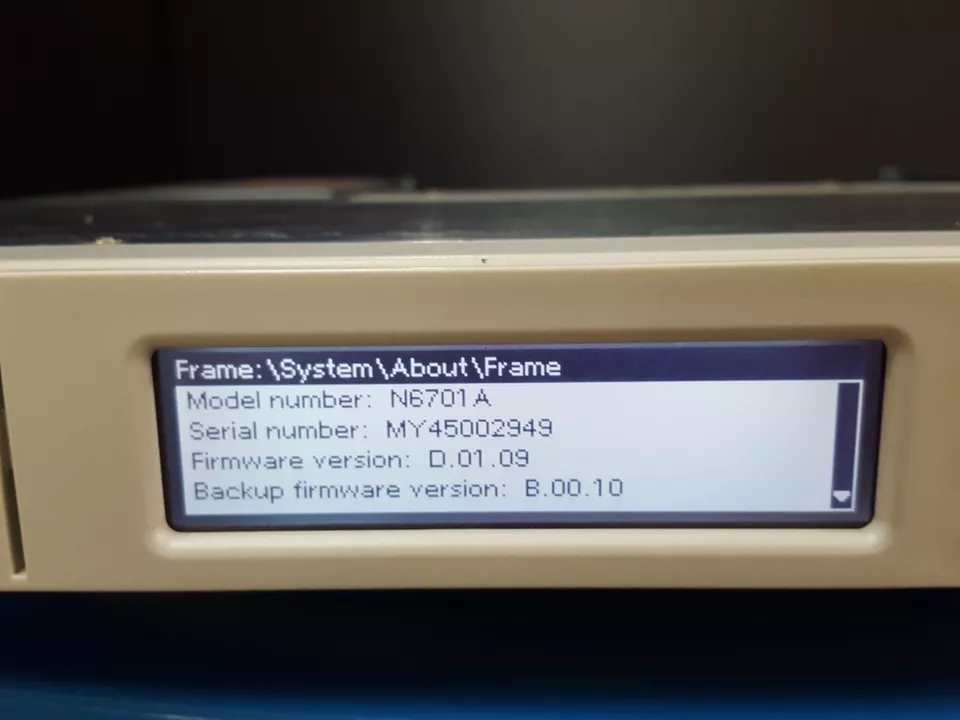 Frame:\System\About\Frame
Model number: N6701A
Serial number: MY45002949
Firmware version: D.01.09
Backup firmware version: B.00.10